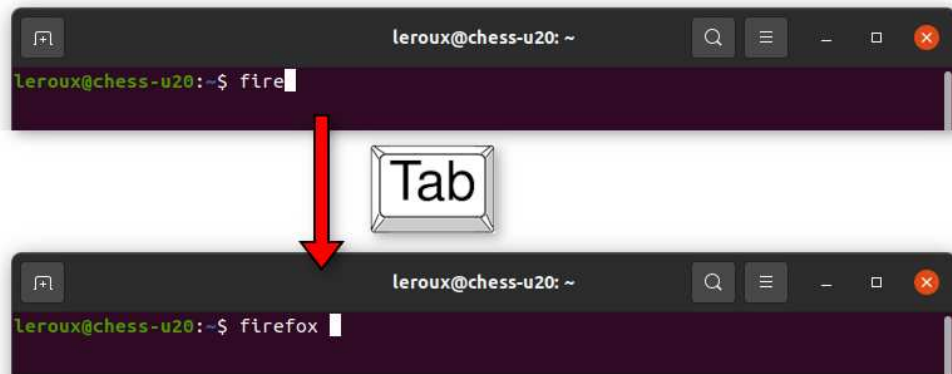 leroux@chess-u20: ~
leroux@chess-u20:~$ fire
Tab
leroux@chess-u20: ~
leroux@chess-u20:~$ firefox